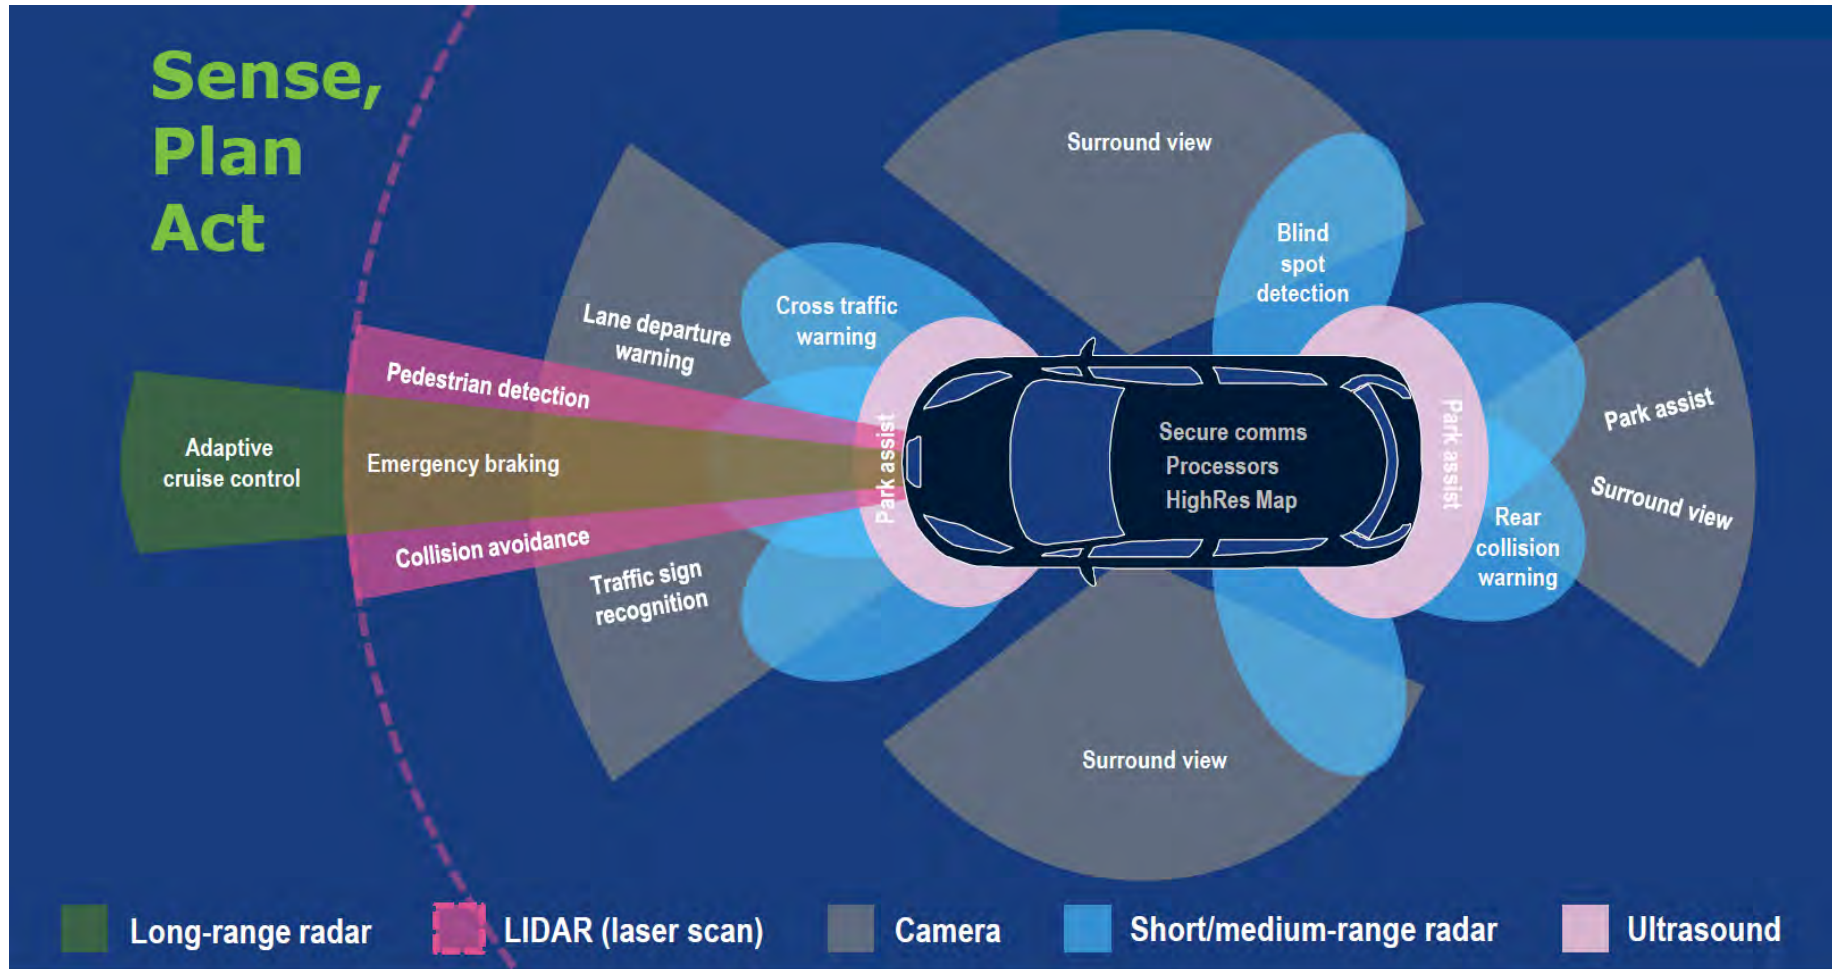 Sense,
Plan
Act
Surround view
Blind
spot
detection
Cross traffic
warning
Lane departure
warning
Pedestrian detection
Adaptive
cruise control
Emergency braking
Collision avoidance
Traffic sign
recognition
Park assist
Secure comms
Processors
HighRes Map
Park assist
Park assist
Surround view
Rear
collision
warning
Surround view
Long-range radar
LIDAR (laser scan)
Camera
Short/medium-range radar
Ultrasound